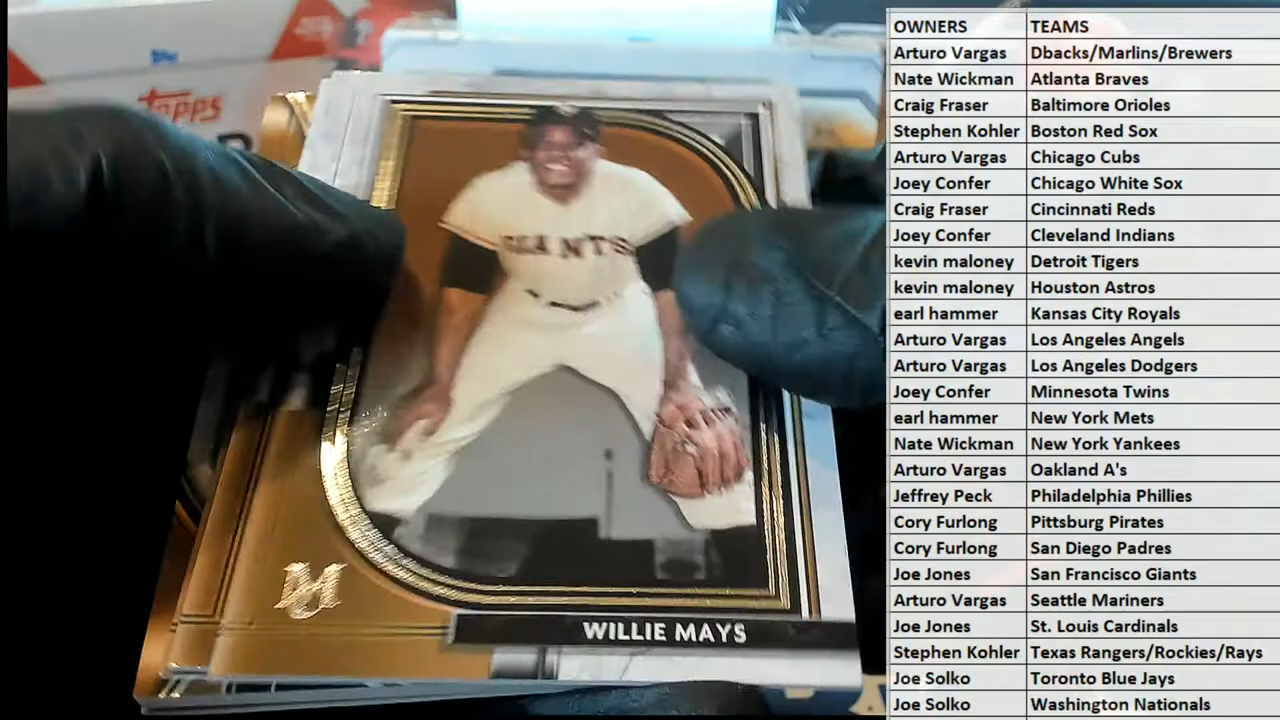 TOPPS
GIANTS
WILLIE MAYS
OWNERS TEAMS
Arturo Vargas Dbacks/Marlins/Brewers
Nate Wickman Atlanta Braves
Craig Fraser Baltimore Orioles
Stephen Kohler Boston Red Sox
Arturo Vargas Chicago Cubs
Joey Confer Chicago White Sox
Craig Fraser Cincinnati Reds
Joey Confer Cleveland Indians
kevin maloney Detroit Tigers
kevin maloney Houston Astros
earl hammer Kansas City Royals
Arturo Vargas Los Angeles Angels
Arturo Vargas Los Angeles Dodgers
Joey Confer Minnesota Twins
earl hammer New York Mets
Nate Wickman New York Yankees
Arturo Vargas Oakland A's
Jeffrey Peck Philadelphia Phillies
Cory Furlong Pittsburg Pirates
Cory Furlong San Diego Padres
Joe Jones San Francisco Giants
Arturo Vargas Seattle Mariners
Joe Jones St. Louis Cardinals
Stephen Kohler Texas Rangers/Rockies/Rays
Joe Solko Toronto Blue Jays
Joe Solko Washington Nationals